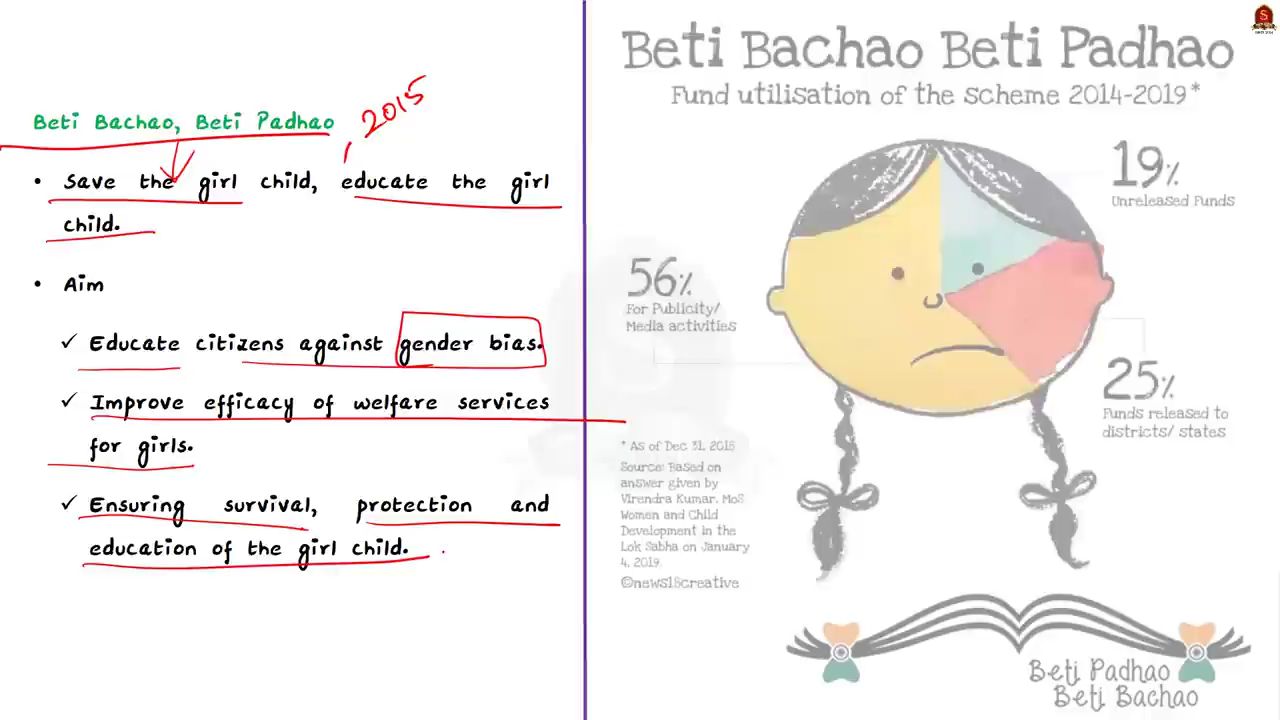 Beti Bachao, Beti Padhao
2015
• Save the girl child, educate the girl
child.
• Aim
✓ Educate citizens against gender bias.
✓ Improve efficacy of welfare services
for girls.
✓ Ensuring survival, protection and
education of the girl child.
Beti Bachao Beti Padhao
Fund utilisation of the scheme 2014-2019*
19%
Unreleased Funds
56%
For Publicity/
Media activities
25%
Funds released to
districts/ states
* As of Dec 31, 2018
Source: Based on
answer given by
Virendra Kumar, MoS
Women and Child
Development in the
Lok Sabha on January
4, 2019.
©news18creative
Beti Padhao
Beti Bachao